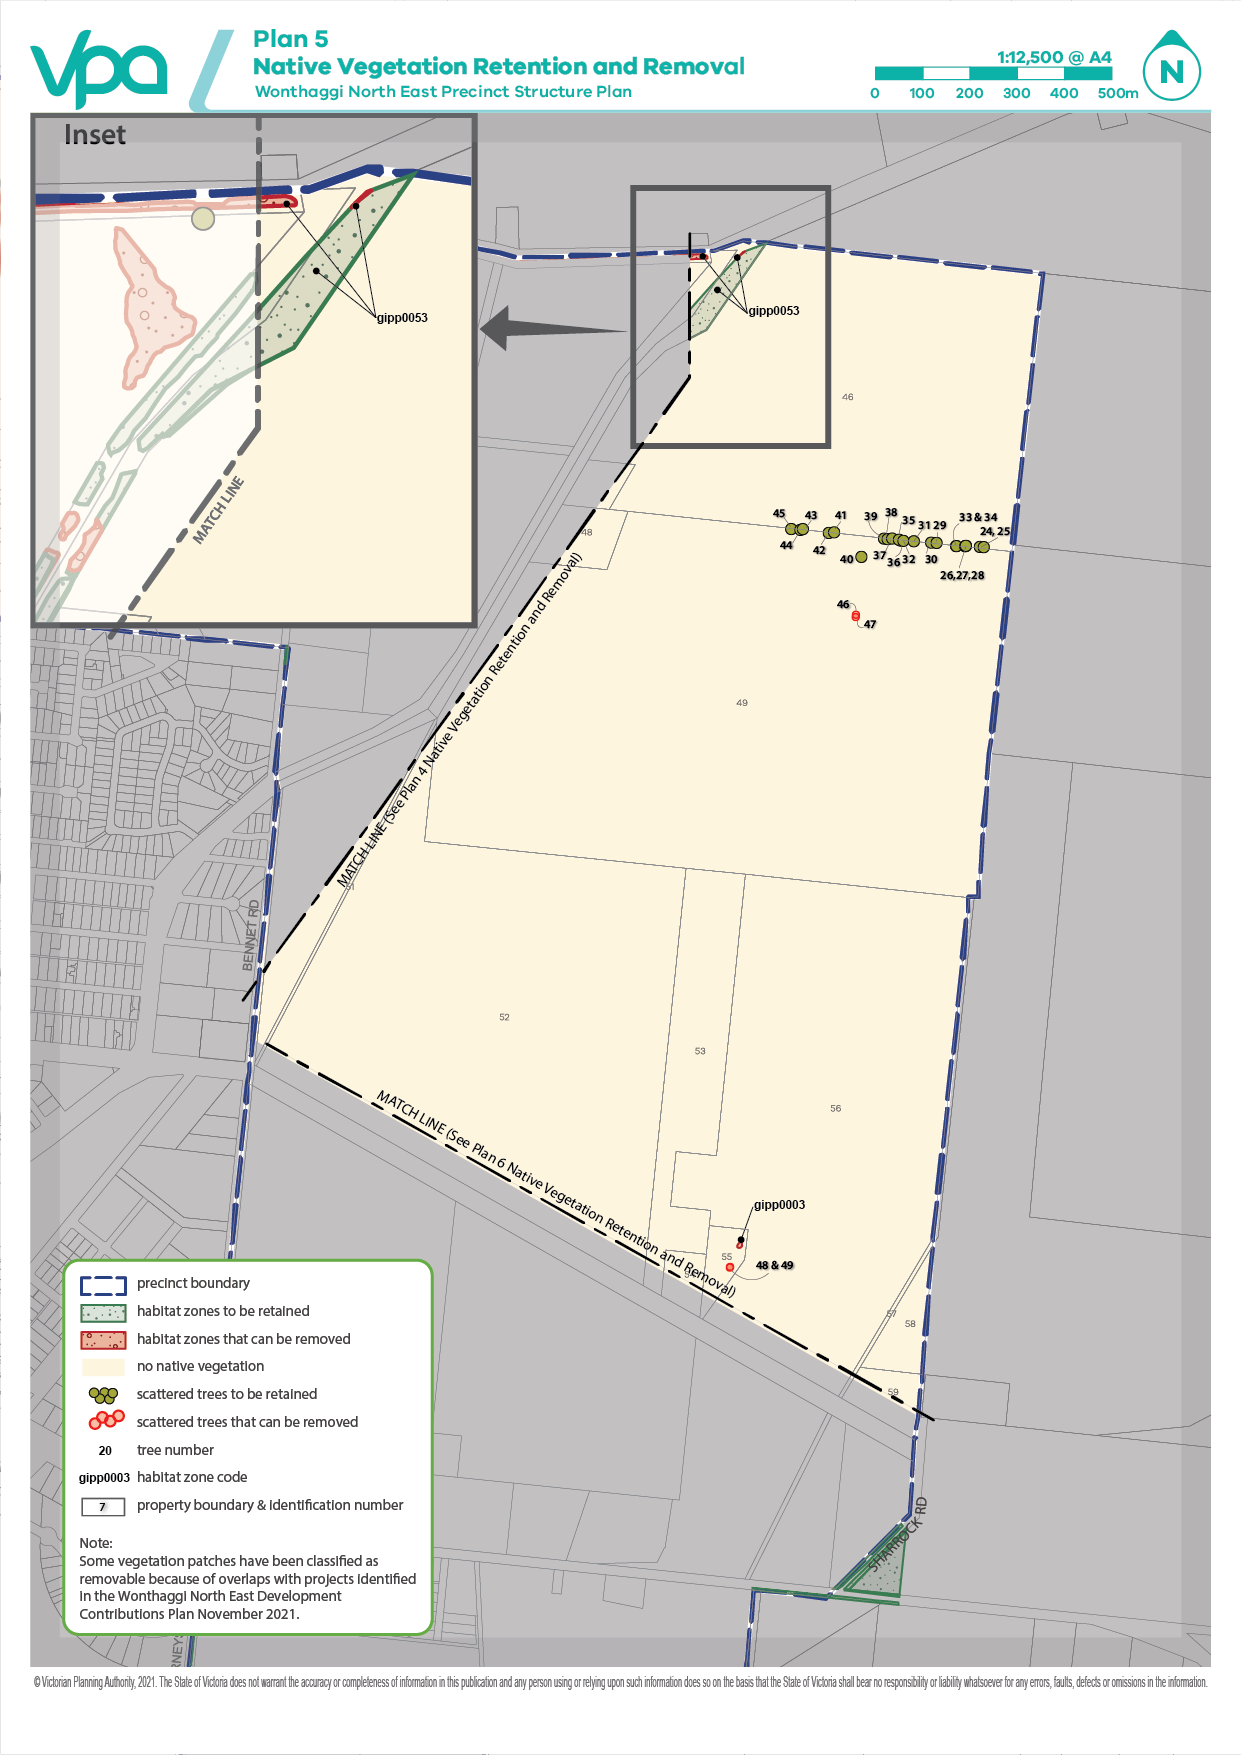 vpa
Plan 5
Native Vegetation Retention and Removal
Wonthaggi North East Precinct Structure Plan
1:12,500 @ A4
0 100 200 300 400 500m
N
Inset
gipp0053
MATCH LINE
gipp0053
46
45 43 41 39 38 35 31 29 33 & 34
24, 25
44 42 40 37 36 32 30
26,27,28
46
47
48
49
MATCH LINE (See Plan 4 Native Vegetation Retention and Removal)
51
BENNET RD
52
53
56
MATCH LINE (See Plan 6 Native Vegetation Retention and Removal)
gipp0003
55
48 & 49
57
58
59
SHARROCK RD
precinct boundary
habitat zones to be retained
habitat zones that can be removed
no native vegetation
scattered trees to be retained
scattered trees that can be removed
20 tree number
gipp0003 habitat zone code
7 property boundary & identification number
Note:
Some vegetation patches have been classified as
removable because of overlaps with projects identified
in the Wonthaggi North East Development
Contributions Plan November 2021.
© Victorian Planning Authority, 2021. The State of Victoria does not warrant the accuracy or completeness of information in this publication and any person using or relying upon such information does so on the basis that the State of Victoria shall bear no responsibility or liability whatsoever for any errors, faults, defects or omissions in the information.